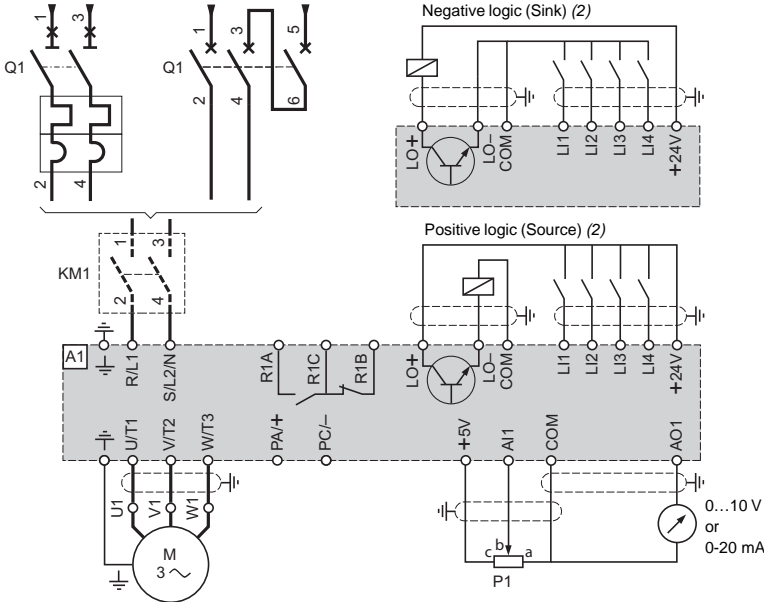 1 3
Q1
2 4
1 3 5
Q1
2 4 6
Negative logic (Sink) (2)
LO+ LO– COM LI1 LI2 LI3 LI4 +24V
Positive logic (Source) (2)
1 3
KM1
2 4
A1
R/L1 S/L2/N R1A R1C R1B LO+ LO– COM LI1 LI2 LI3 LI4 +24V
U/T1 V/T2 W/T3 PA/+ PC/– +5V AI1 COM AO1
U1 V1 W1
M
3
c b a
P1
0...10 V
or
0-20 mA